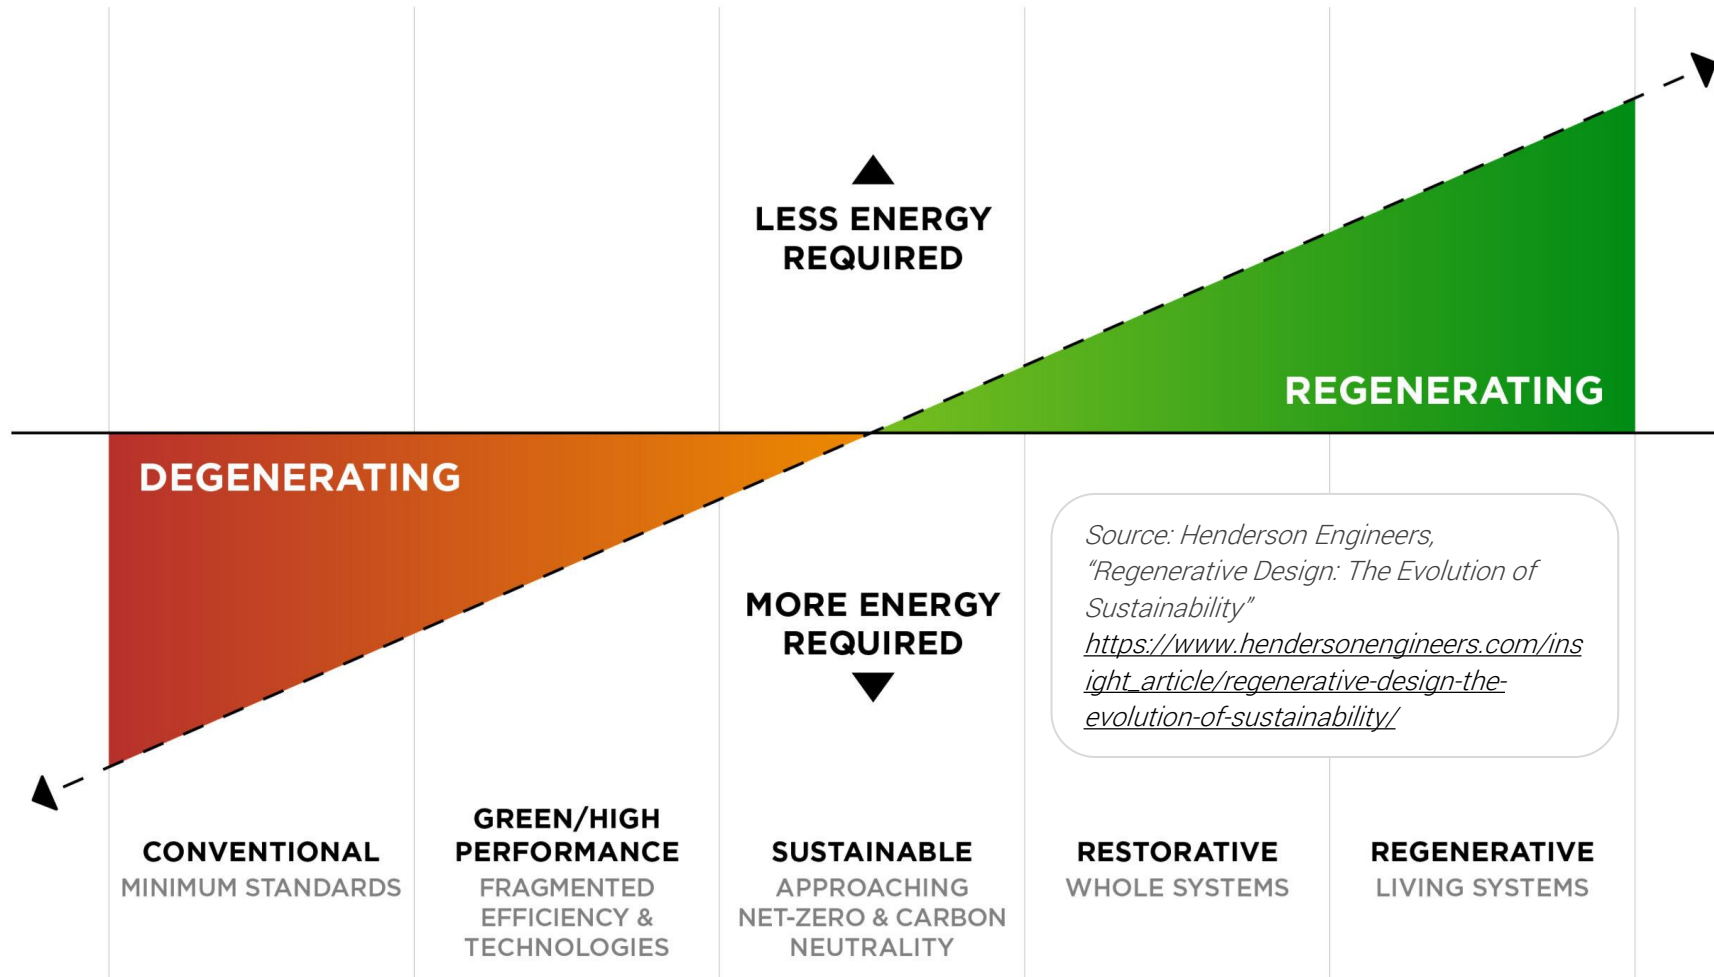 LESS ENERGY
REQUIRED
REGENERATING
DEGENERATING
MORE ENERGY
REQUIRED
Source: Henderson Engineers,
“Regenerative Design: The Evolution of
Sustainability”
https://www.hendersonengineers.com/ins
ight_article/regenerative-design-the-
evolution-of-sustainability/
CONVENTIONAL
MINIMUM STANDARDS
GREEN/HIGH
PERFORMANCE
FRAGMENTED
EFFICIENCY &
TECHNOLOGIES
SUSTAINABLE
APPROACHING
NET-ZERO & CARBON
NEUTRALITY
RESTORATIVE
WHOLE SYSTEMS
REGENERATIVE
LIVING SYSTEMS